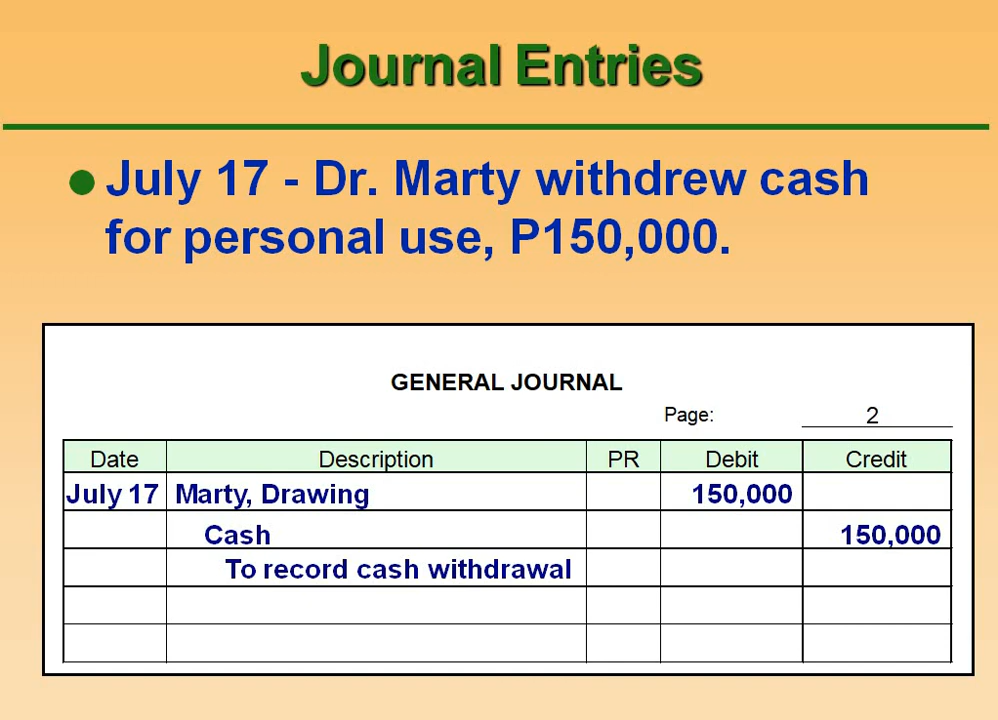 Journal Entries
July 17 - Dr. Marty withdrew cash
for personal use, P150,000.
GENERAL JOURNAL
Page: 2
Date Description PR Debit Credit
July 17 Marty, Drawing 150,000
Cash 150,000
To record cash withdrawal